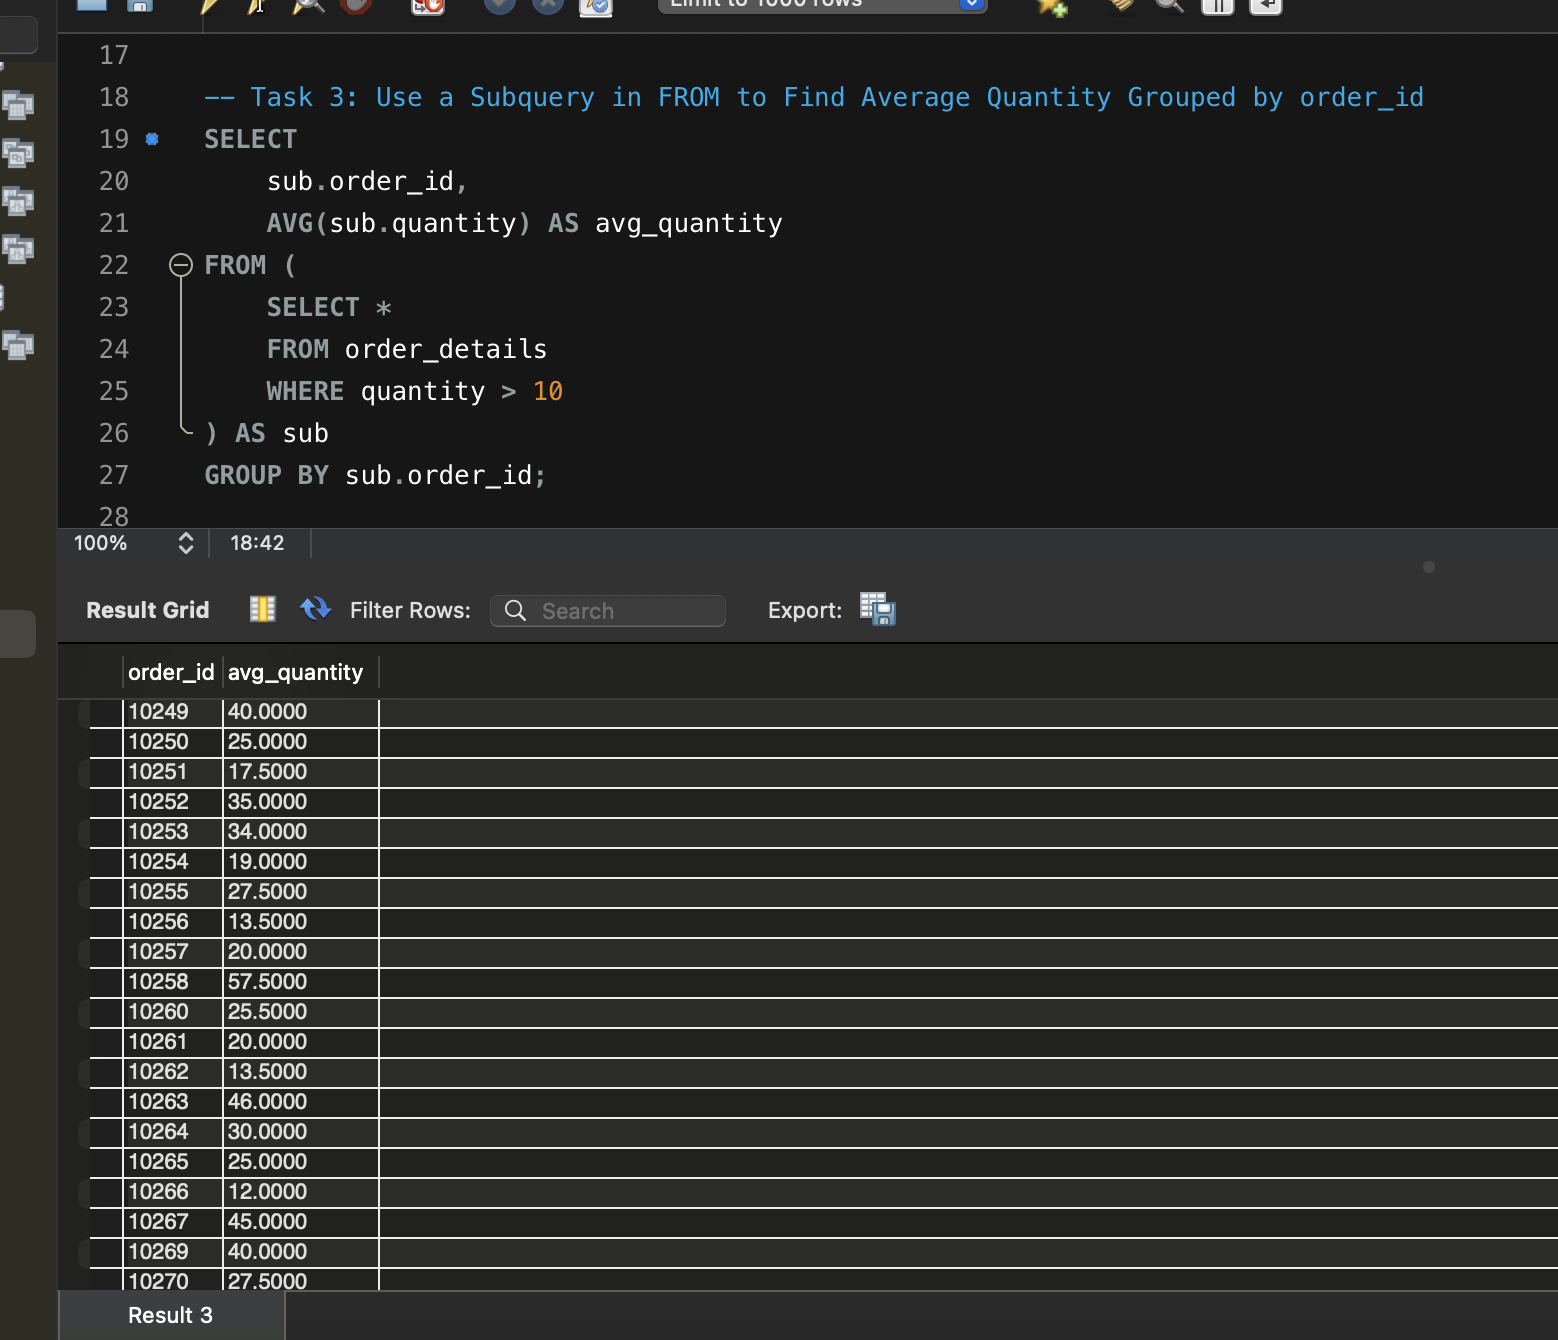 Limit to 1000 rows
17
18 -- Task 3: Use a Subquery in FROM to Find Average Quantity Grouped by order_id
19 SELECT
20 sub.order_id,
21 AVG(sub.quantity) AS avg_quantity
22 FROM (
23 SELECT *
24 FROM order_details
25 WHERE quantity > 10
26 ) AS sub
27 GROUP BY sub.order_id;
28
100% 18:42
Result Grid Filter Rows: Search Export:
order_id avg_quantity
10249 40.0000
10250 25.0000
10251 17.5000
10252 35.0000
10253 34.0000
10254 19.0000
10255 27.5000
10256 13.5000
10257 20.0000
10258 57.5000
10260 25.5000
10261 20.0000
10262 13.5000
10263 46.0000
10264 30.0000
10265 25.0000
10266 12.0000
10267 45.0000
10269 40.0000
10270 27.5000
Result 3